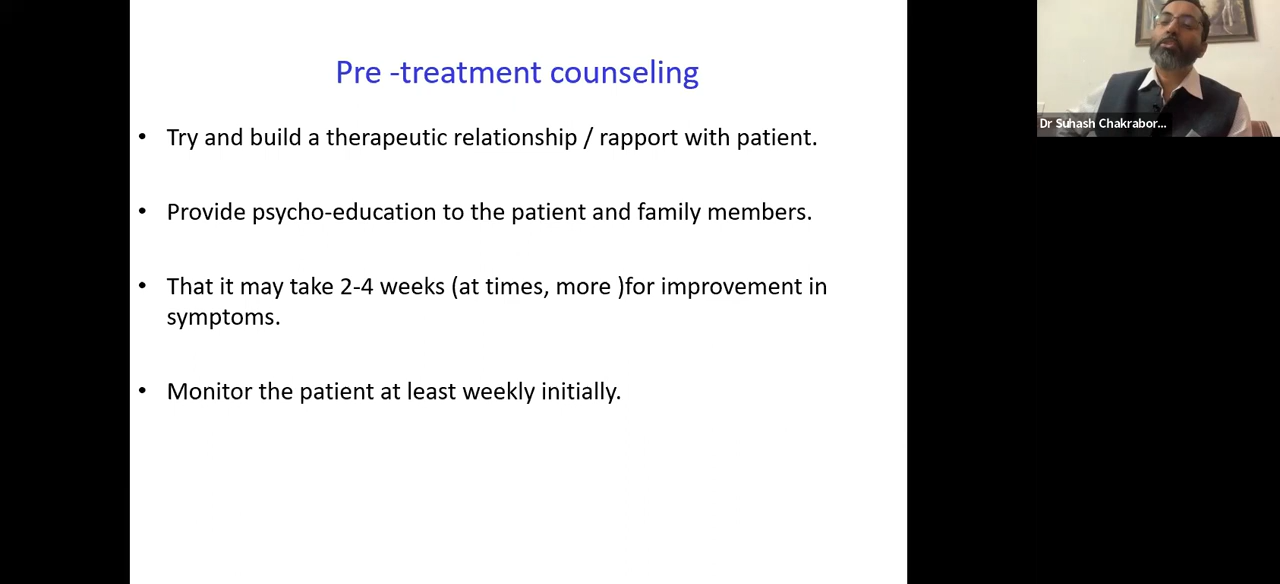 Pre -treatment counseling
• Try and build a therapeutic relationship / rapport with patient.
• Provide psycho-education to the patient and family members.
• That it may take 2-4 weeks (at times, more )for improvement in
symptoms.
• Monitor the patient at least weekly initially.
Dr Suhash Chakrabor...